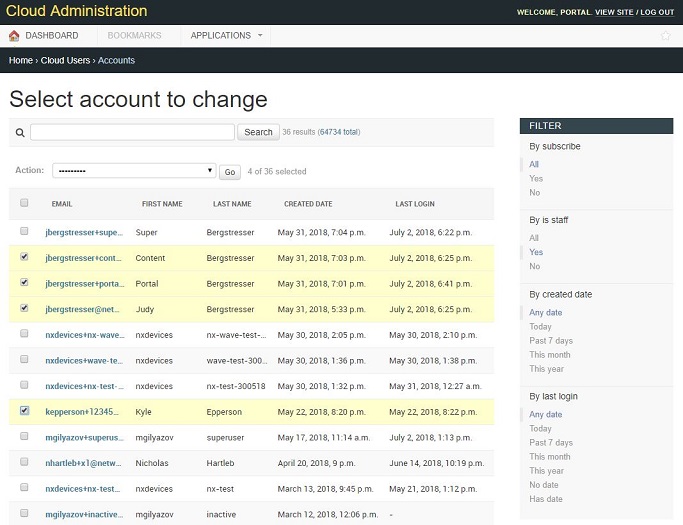 Cloud Administration
WELCOME, PORTAL. VIEW SITE / LOG OUT
DASHBOARD BOOKMARKS APPLICATIONS
Home › Cloud Users › Accounts
Select account to change
Search 36 results (64734 total)
Action: --------- Go 4 of 36 selected
EMAIL FIRST NAME LAST NAME CREATED DATE LAST LOGIN
jbergstresser+supe... Super Bergstresser May 31, 2018, 7:04 p.m. July 2, 2018, 6:22 p.m.
jbergstresser+cont... Content Bergstresser May 31, 2018, 7:03 p.m. July 2, 2018, 6:25 p.m.
jbergstresser+porta... Portal Bergstresser May 31, 2018, 7:01 p.m. July 2, 2018, 6:41 p.m.
jbergstresser@net... Judy Bergstresser May 31, 2018, 5:33 p.m. July 2, 2018, 6:25 p.m.
nxdevices+nx-wave... nxdevices nx-wave-test-... May 30, 2018, 2:05 p.m. May 30, 2018, 2:10 p.m.
nxdevices+wave-te... nxdevices wave-test-300... May 30, 2018, 1:36 p.m. May 30, 2018, 1:38 p.m.
nxdevices+nx-test-... nxdevices nx-test-300518 May 30, 2018, 1:32 p.m. May 31, 2018, 12:27 a.m.
kepperson+12345... Kyle Epperson May 22, 2018, 8:20 p.m. May 22, 2018, 8:22 p.m.
mgilyazov+superus... mgilyazov superuser May 17, 2018, 11:14 a.m. July 2, 2018, 1:13 p.m.
nhartleb+x1@netw... Nicholas Hartleb April 20, 2018, 9 p.m. June 14, 2018, 10:19 p.m.
nxdevices+nx-test... nxdevices nx-test March 13, 2018, 9:45 p.m. May 21, 2018, 1:12 p.m.
mgilyazov+inactive... mgilyazov inactive March 12, 2018, 12:06 p.m. -
FILTER
By subscribe
All
Yes
No
By is staff
All
Yes
No
By created date
Any date
Today
Past 7 days
This month
This year
By last login
Any date
Today
Past 7 days
This month
This year
No date
Has date